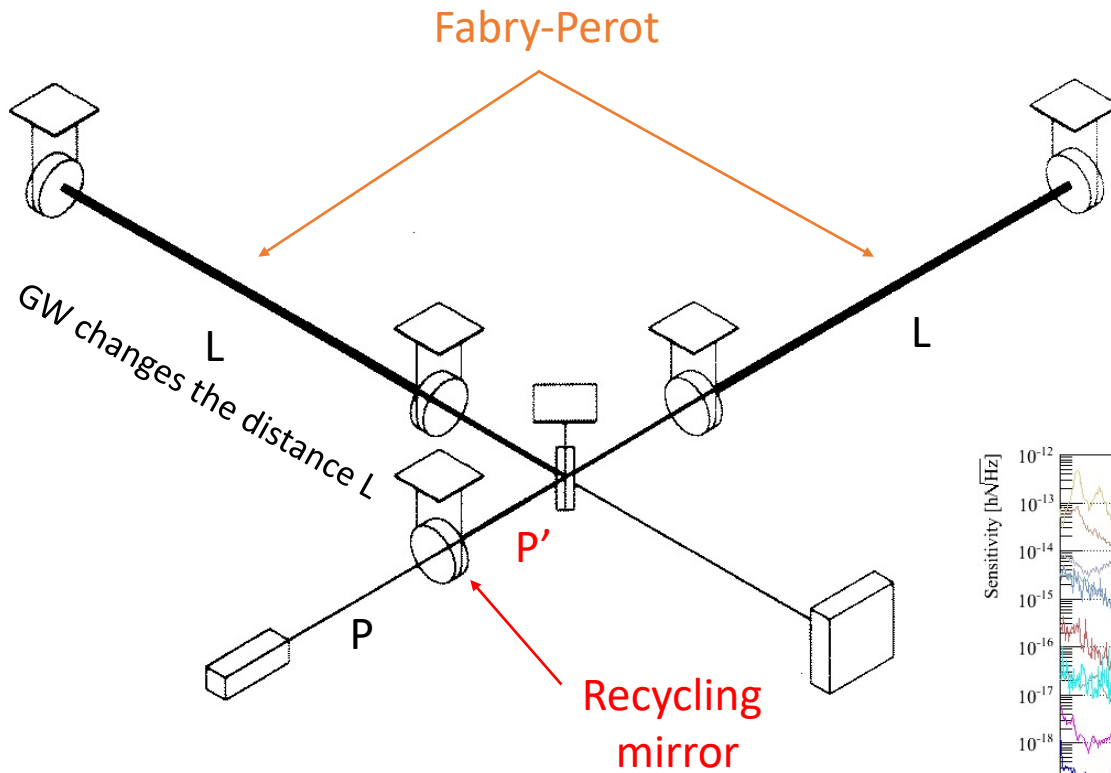 Fabry-Perot
L
L
GW changes the distance L
P’
P
Recycling
mirror
Sensitivity [h/√Hz]
10-12
10-13
10-14
10-15
10-16
10-17
10-18